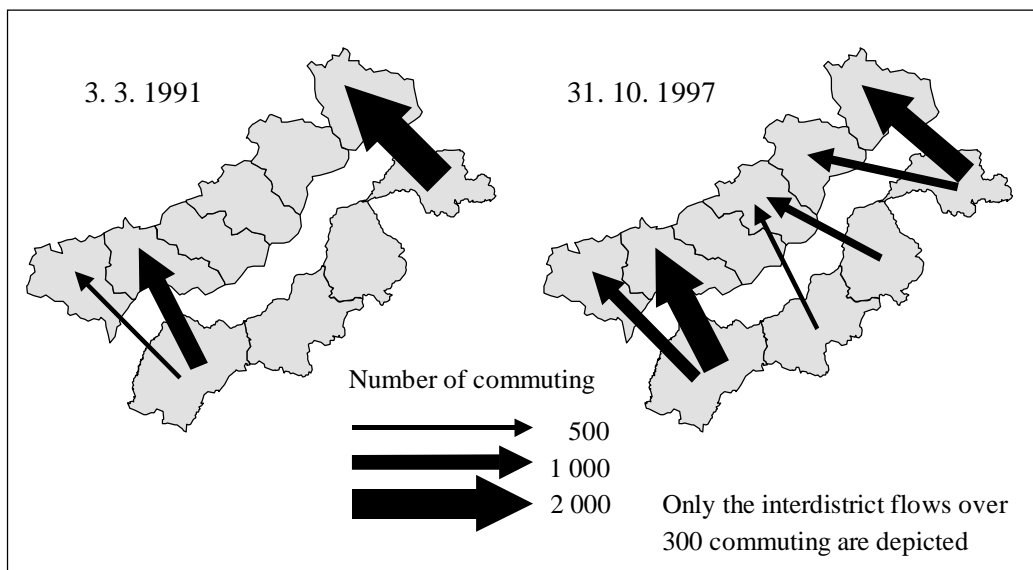 3. 3. 1991
31. 10. 1997
Number of commuting
500
1 000
2 000
Only the interdistrict flows over
300 commuting are depicted